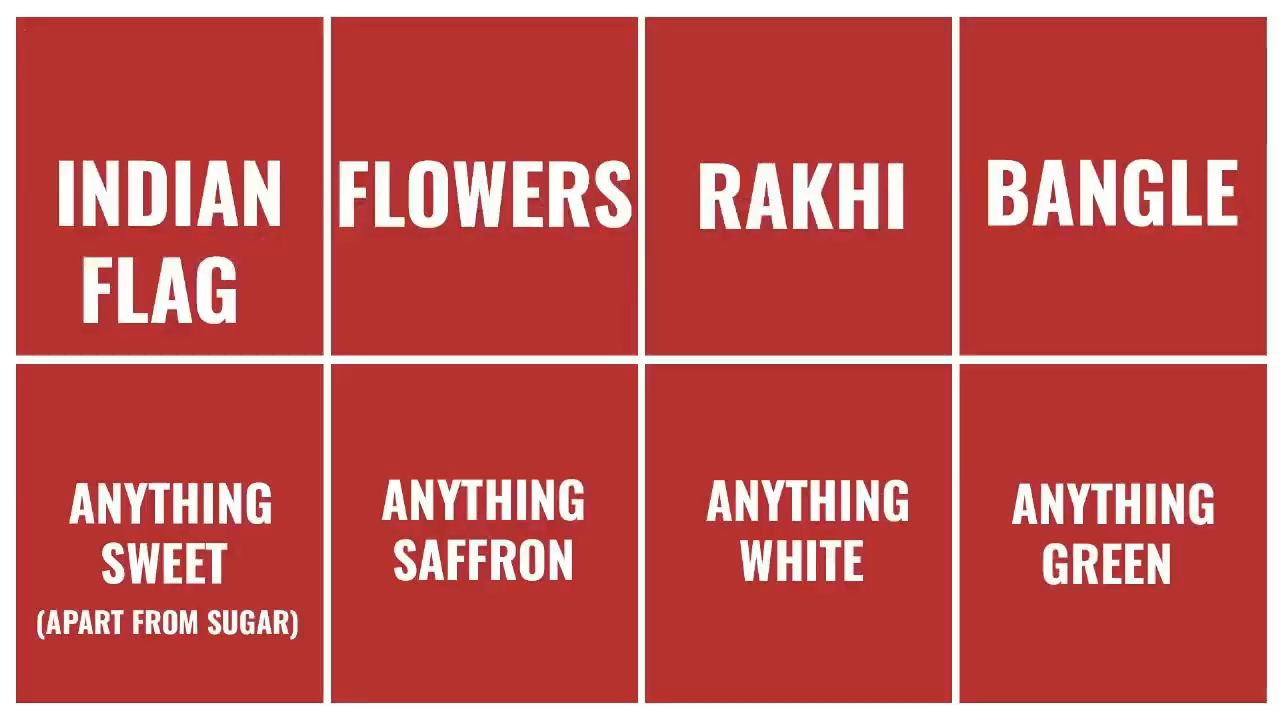 INDIAN
FLAG
FLOWERS
RAKHI
BANGLE
ANYTHING
SWEET
(APART FROM SUGAR)
ANYTHING
SAFFRON
ANYTHING
WHITE
ANYTHING
GREEN